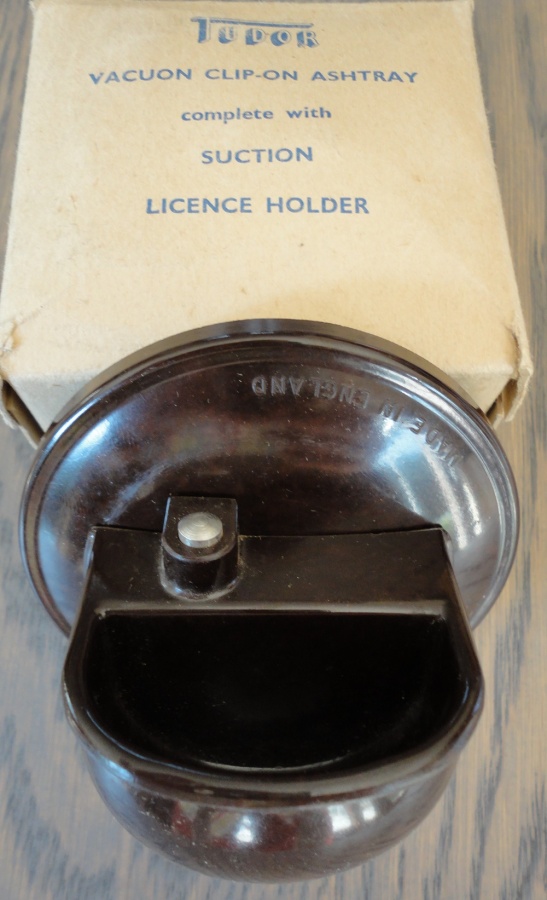 TUDOR
VACUON CLIP-ON ASHTRAY
complete with
SUCTION
LICENCE HOLDER
MADE IN ENGLAND